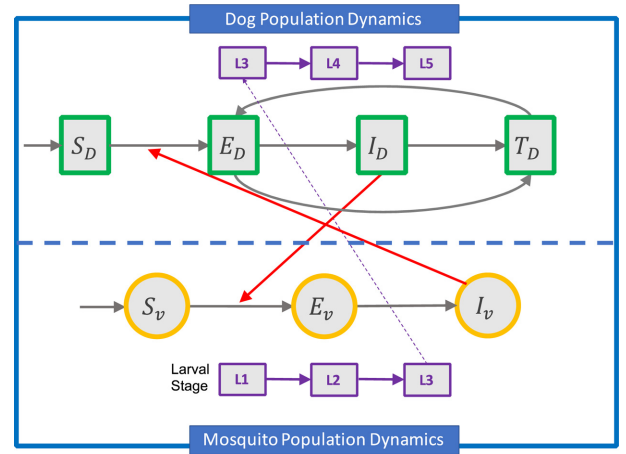 Dog Population Dynamics
L3 L4 L5
S_D E_D I_D T_D
S_v E_v I_v
Larval
Stage
L1 L2 L3
Mosquito Population Dynamics